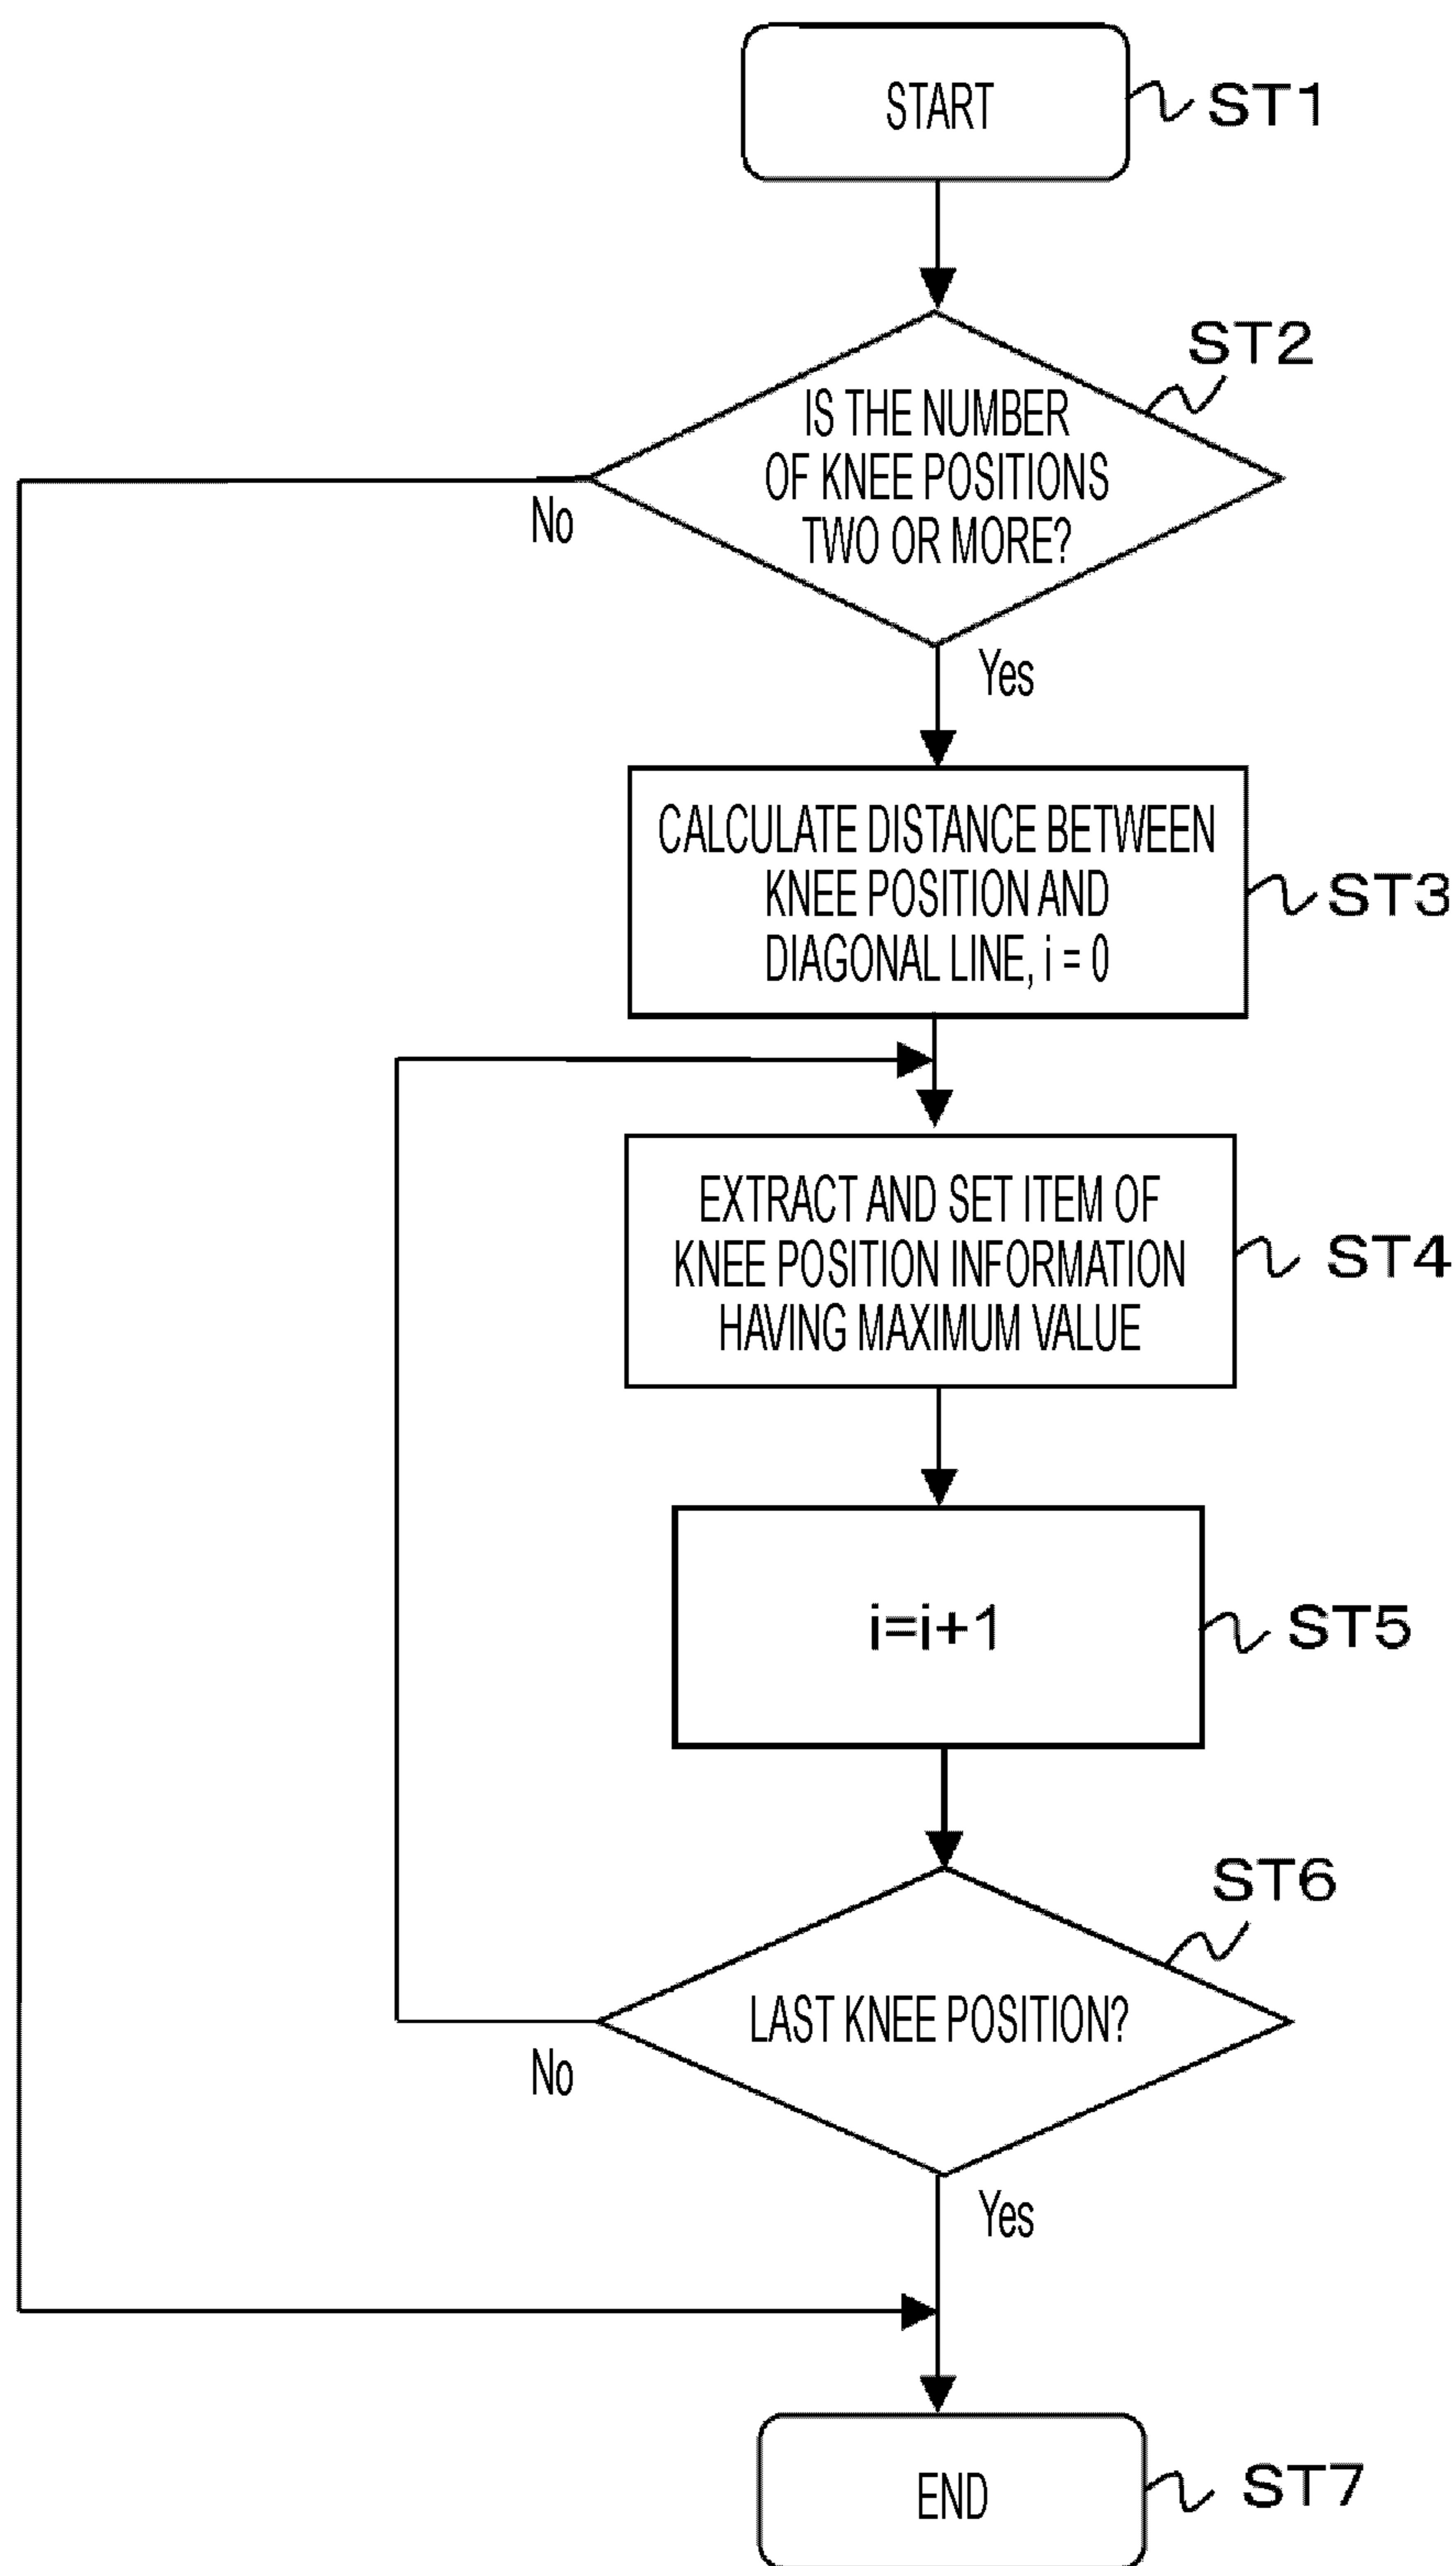 START
ST1
ST2
IS THE NUMBER
OF KNEE POSITIONS
TWO OR MORE?
No
Yes
CALCULATE DISTANCE BETWEEN
KNEE POSITION AND
DIAGONAL LINE, i = 0
ST3
EXTRACT AND SET ITEM OF
KNEE POSITION INFORMATION
HAVING MAXIMUM VALUE
ST4
i=i+1
ST5
ST6
LAST KNEE POSITION?
No
Yes
END
ST7